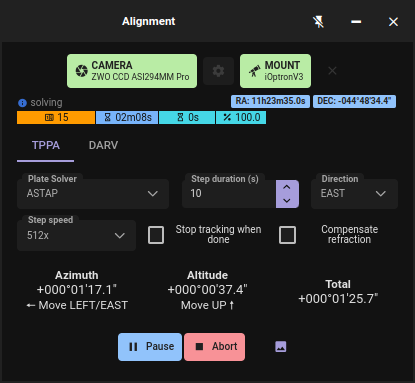 Alignment
CAMERA
ZWO CCD ASI294MM Pro
MOUNT
iOptronV3
solving
RA: 11h23m35.0s
DEC: -044°48'34.4"
15
02m08s
0s
100.0
TPPA
DARV
Plate Solver
ASTAP
Step duration (s)
10
Direction
EAST
Step speed
512x
Stop tracking when
done
Compensate
refraction
Azimuth
+000°01'17.1"
← Move LEFT/EAST
Altitude
+000°00'37.4"
Move UP ↑
Total
+000°01'25.7"
Pause
Abort